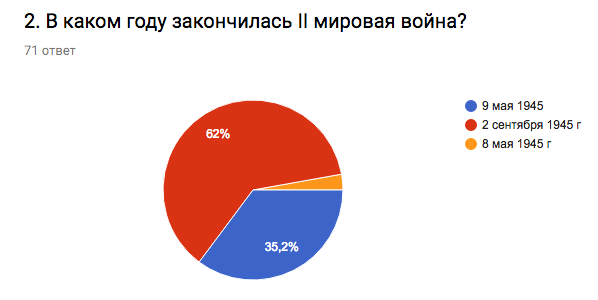 2. В каком году закончилась II мировая война?
71 ответ
9 мая 1945
2 сентября 1945 г
8 мая 1945 г
62%
35,2%